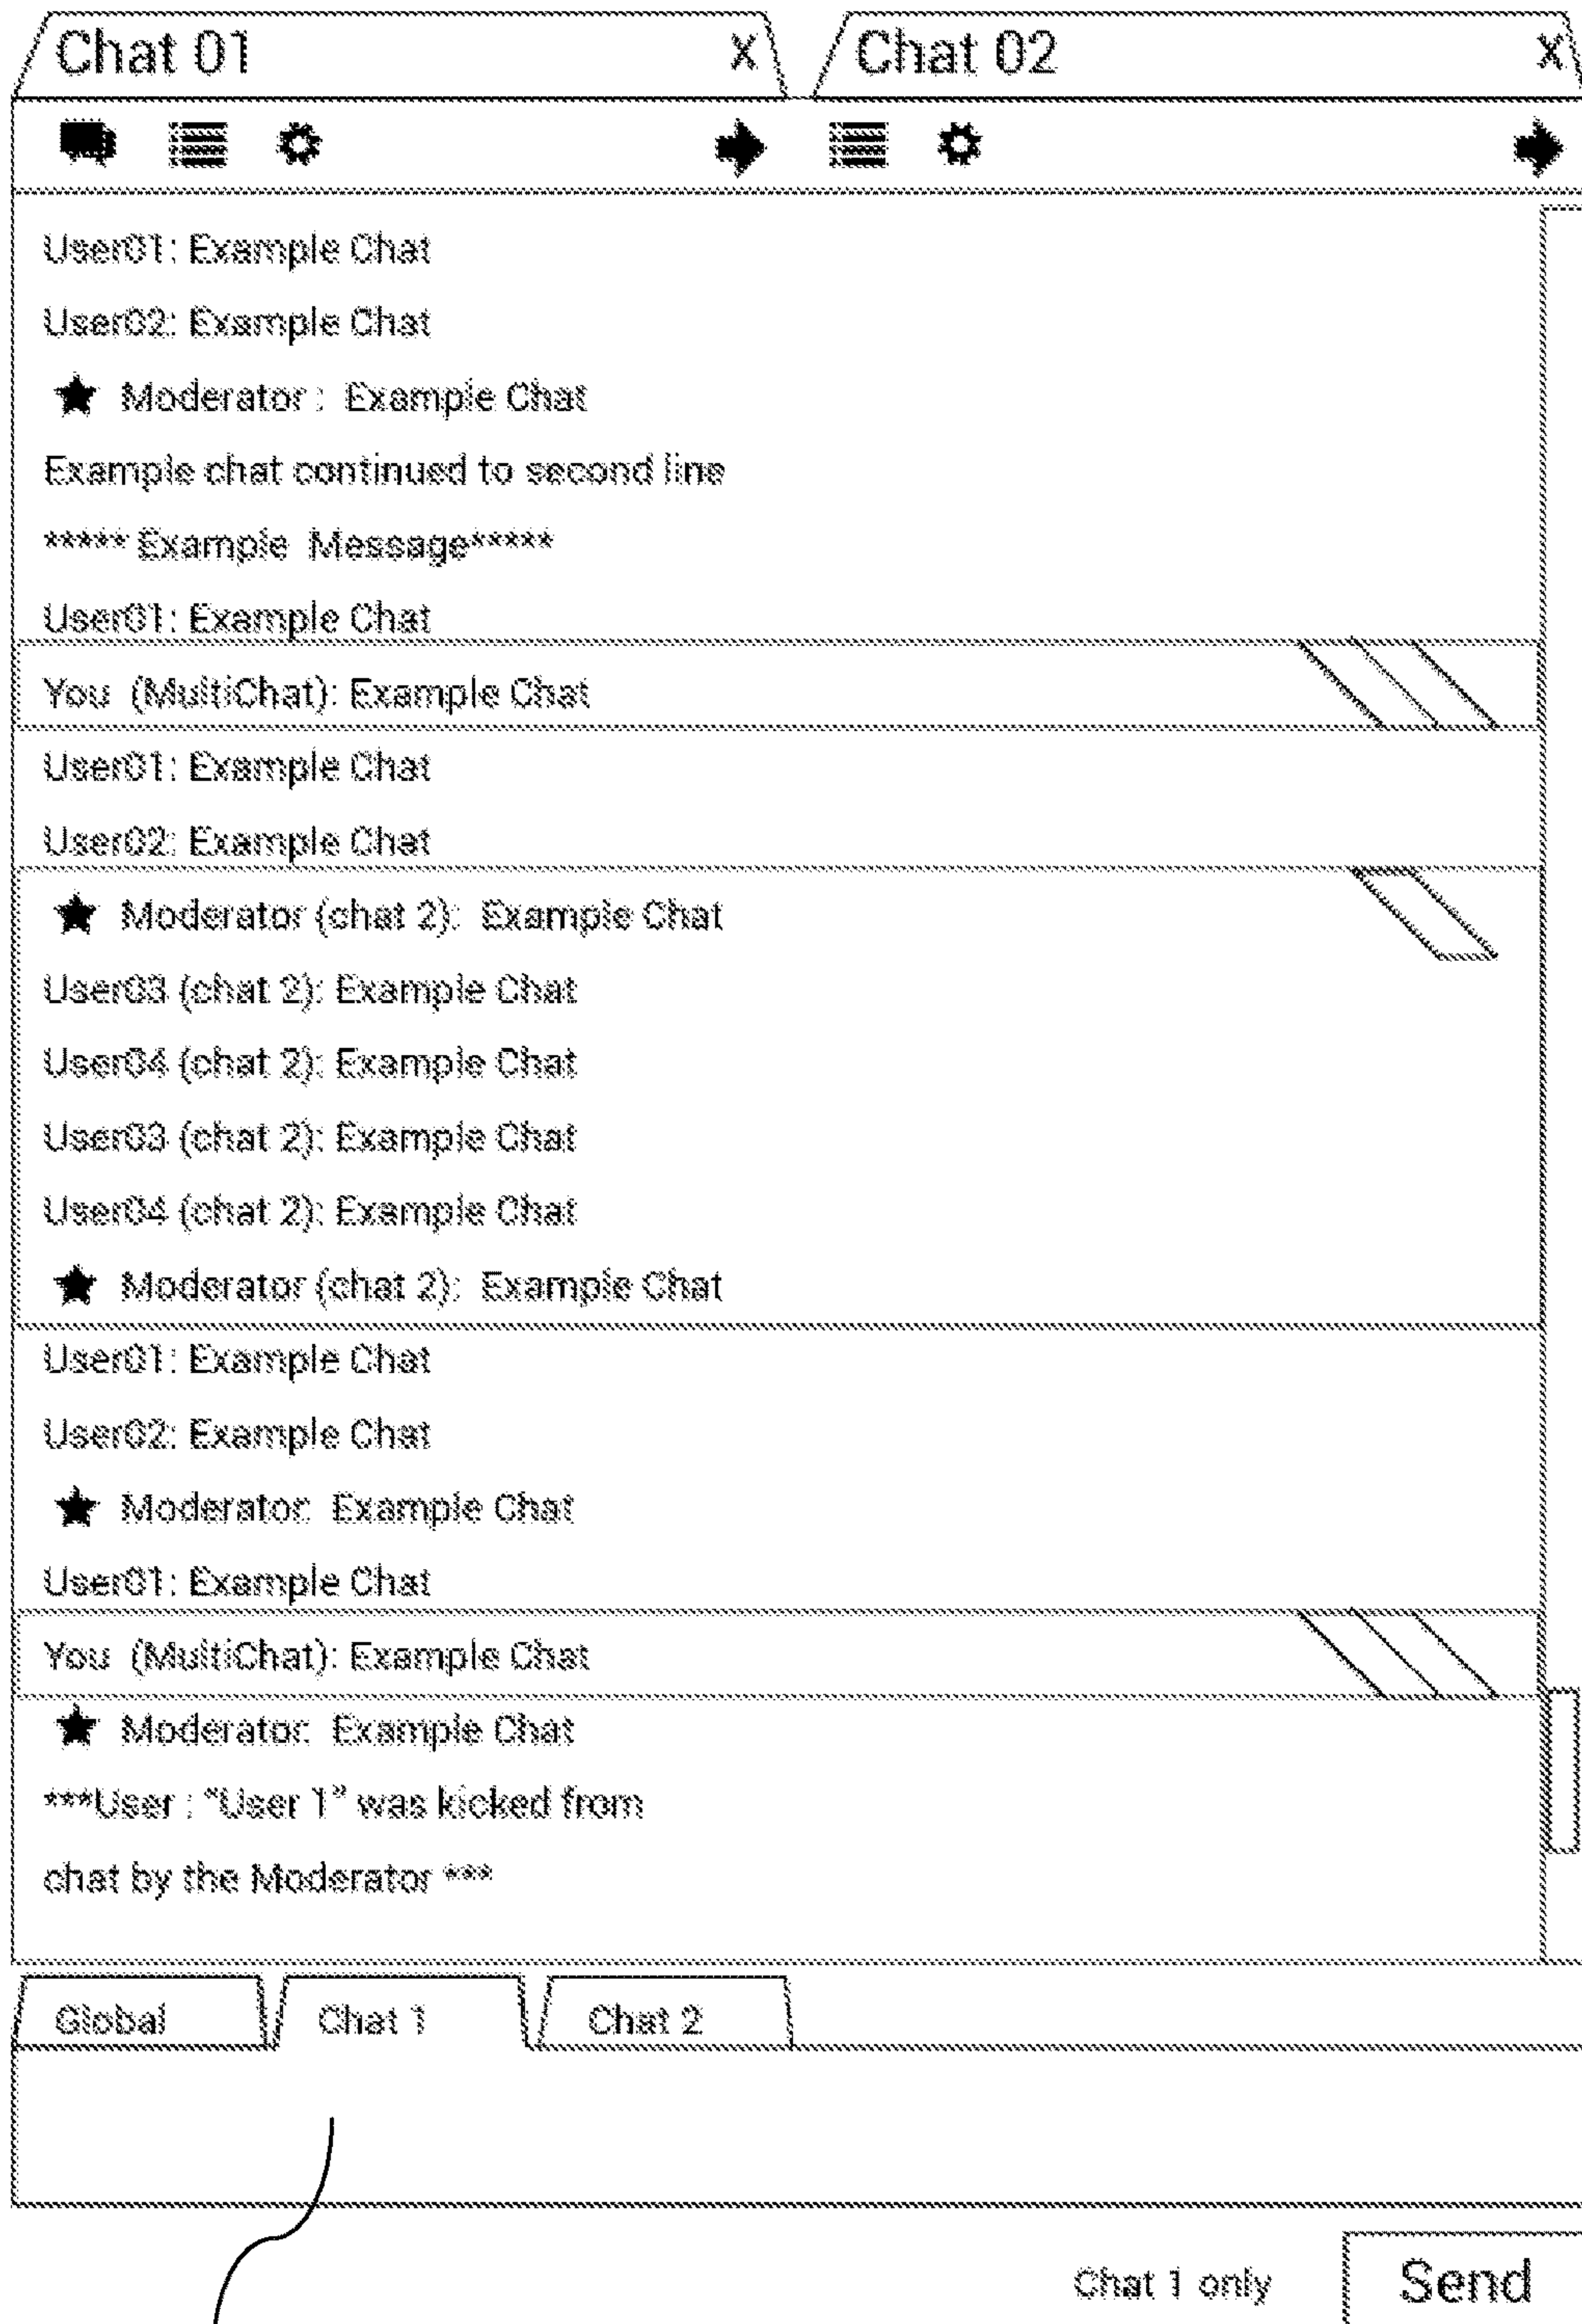 Chat 01 X Chat 02 X
User01: Example Chat
User02: Example Chat
★ Moderator : Example Chat
Example chat continued to second line
***** Example Message*****
User01: Example Chat
You (MultiChat): Example Chat
User01: Example Chat
User02: Example Chat
★ Moderator (chat 2): Example Chat
User03 (chat 2): Example Chat
User04 (chat 2): Example Chat
User03 (chat 2): Example Chat
User04 (chat 2): Example Chat
★ Moderator (chat 2): Example Chat
User01: Example Chat
User02: Example Chat
★ Moderator: Example Chat
User01: Example Chat
You (MultiChat): Example Chat
★ Moderator: Example Chat
***User : “User 1” was kicked from
chat by the Moderator ***
Global Chat 1 Chat 2
Chat 1 only Send